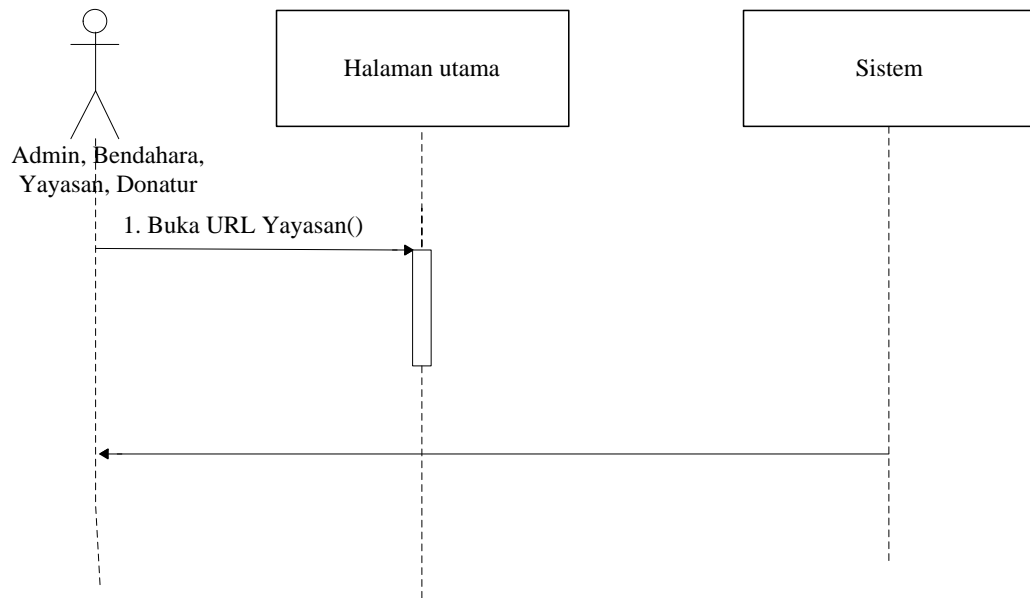 Halaman utama
Sistem
Admin, Bendahara,
Yayasan, Donatur
1. Buka URL Yayasan()